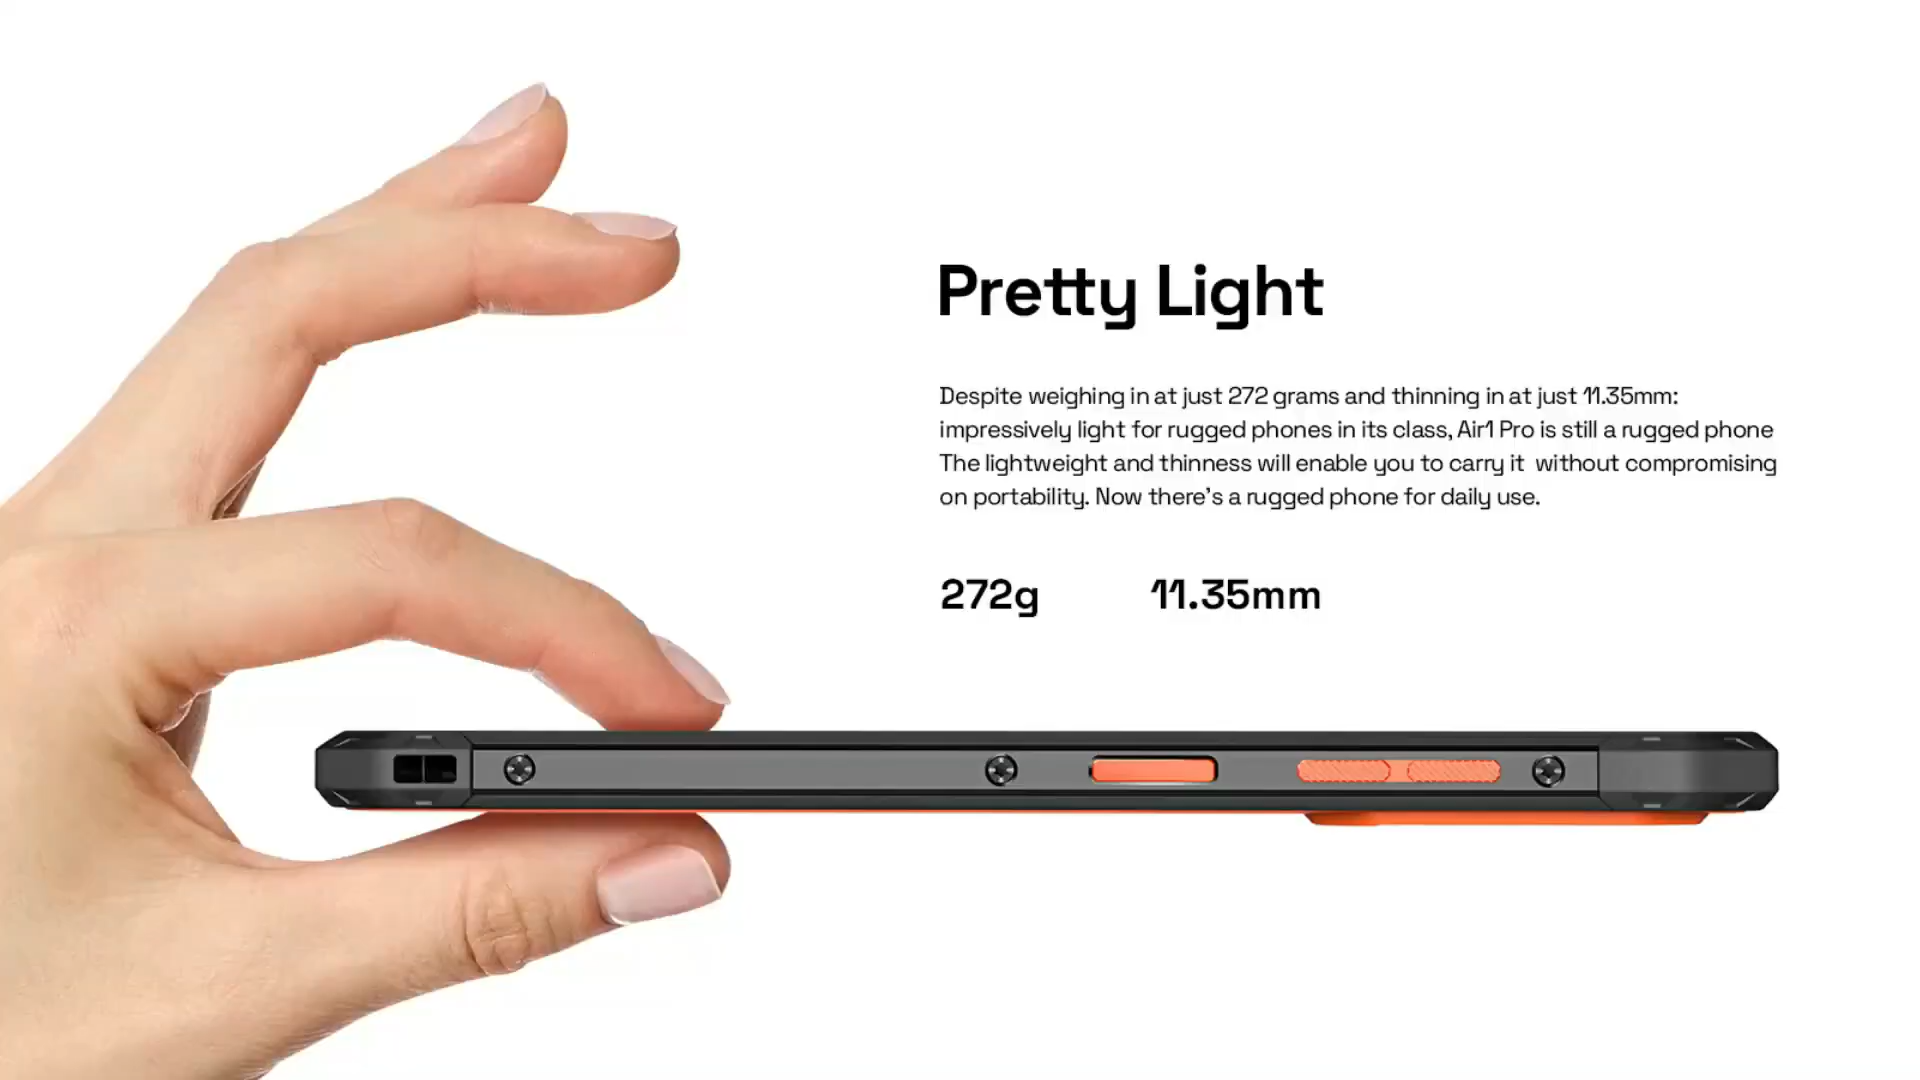 Pretty Light
Despite weighing in at just 272 grams and thinning in at just 11.35mm:
impressively light for rugged phones in its class, Air1 Pro is still a rugged phone
The lightweight and thinness will enable you to carry it  without compromising
on portability. Now there's a rugged phone for daily use.
272g
11.35mm